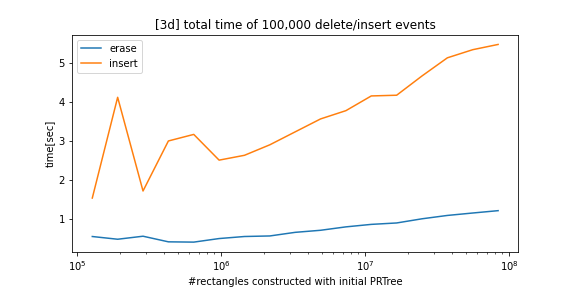 [3d] total time of 100,000 delete/insert events
erase
insert
time[sec]
5
4
3
2
1
10⁵
10⁶
10⁷
10⁸
#rectangles constructed with initial PRTree